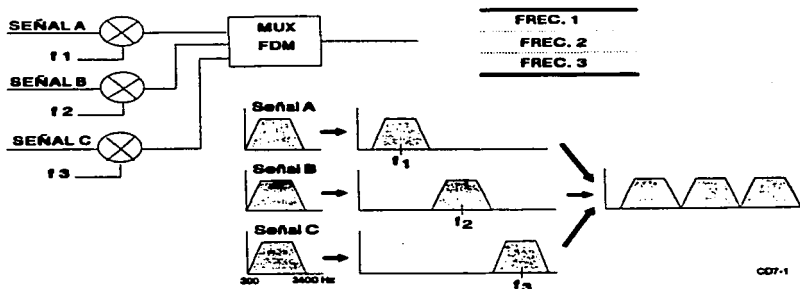 SEÑAL A
f 1
SEÑAL B
f 2
SEÑAL C
f 3
MUX
FDM
FREC. 1
FREC. 2
FREC. 3
Señal A
f1
Señal B
f2
Señal C
300 3400 Hz
f3
CD7-1